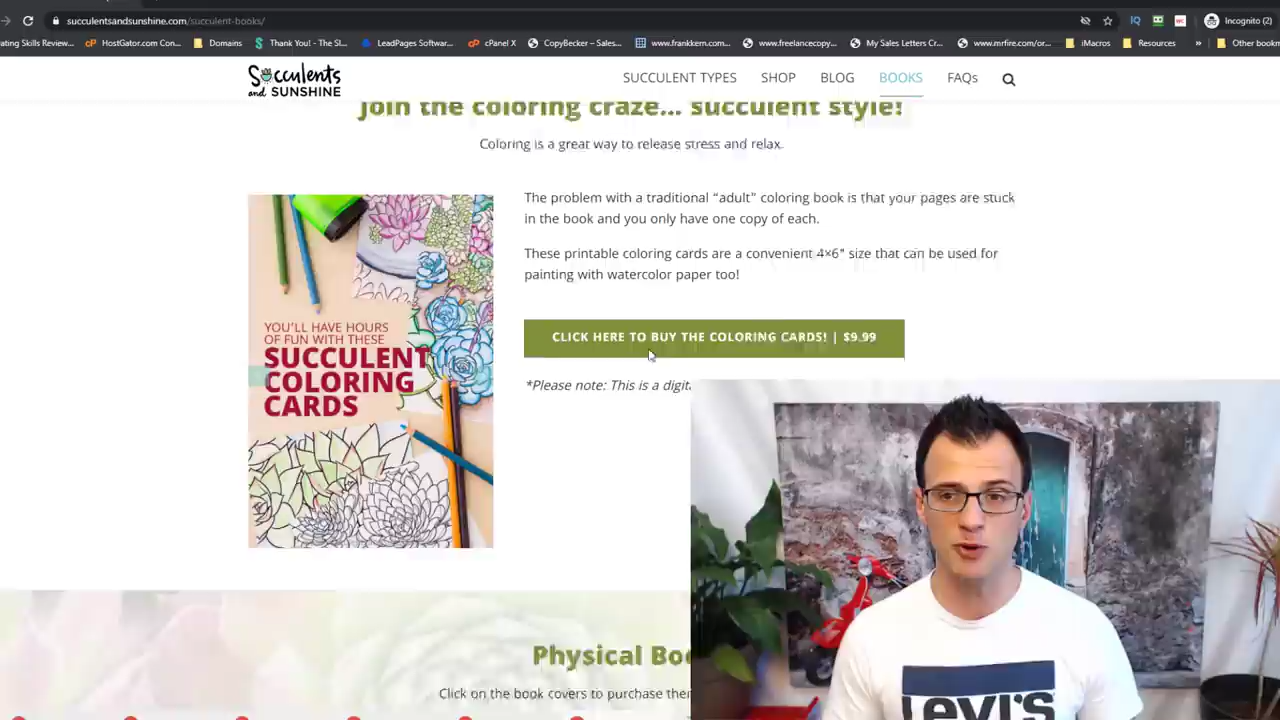 Incognito (2)
succulentsandsunshine.com/succulent-books/
ating Skills Review...
HostGator.com Con...
Domains
Thank You! - The Sl...
LeadPages Softwar...
cPanel X
CopyBecker – Sales...
www.frankkern.com...
www.freelancecopy...
My Sales Letters Cr...
www.mrfire.com/or...
iMacros
Resources
»
Other bookm
Succulents
and SUNSHINE
SUCCULENT TYPES
SHOP
BLOG
BOOKS
FAQs
Join the coloring craze... succulent style!
Coloring is a great way to release stress and relax.
The problem with a traditional “adult” coloring book is that your pages are stuck
in the book and you only have one copy of each.
These printable coloring cards are a convenient 4×6" size that can be used for
painting with watercolor paper too!
CLICK HERE TO BUY THE COLORING CARDS! | $9.99
*Please note: This is a digita
YOU'LL HAVE HOURS
OF FUN WITH THESE
SUCCULENT
COLORING
CARDS
Physical Bo
Click on the book covers to purchase the
Levi's